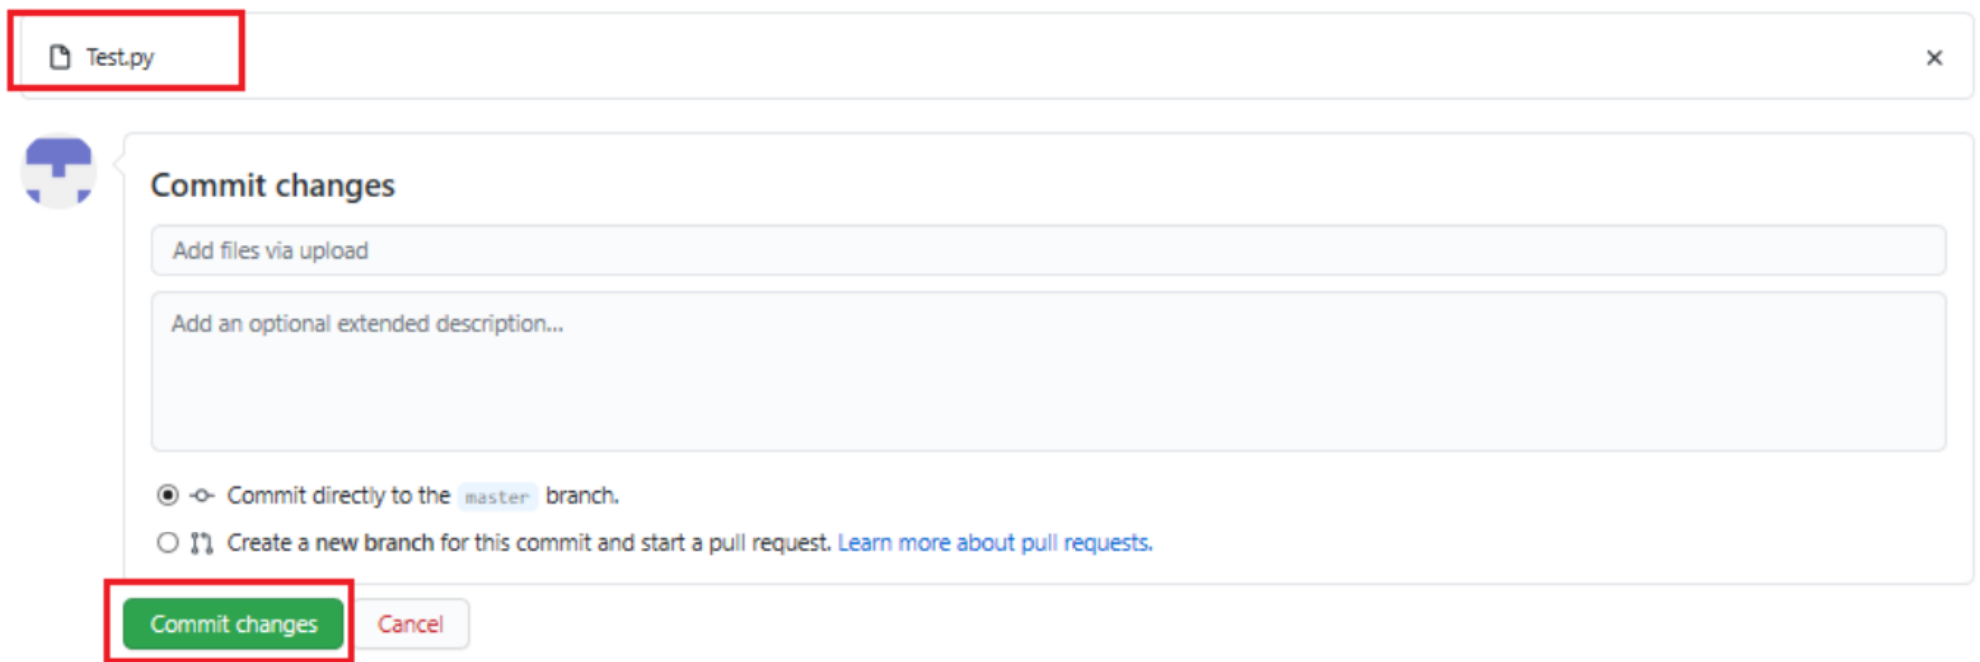 Test.py
Commit changes
Add files via upload
Add an optional extended description...
Commit directly to the master branch.
Create a new branch for this commit and start a pull request. Learn more about pull requests.
Commit changes Cancel